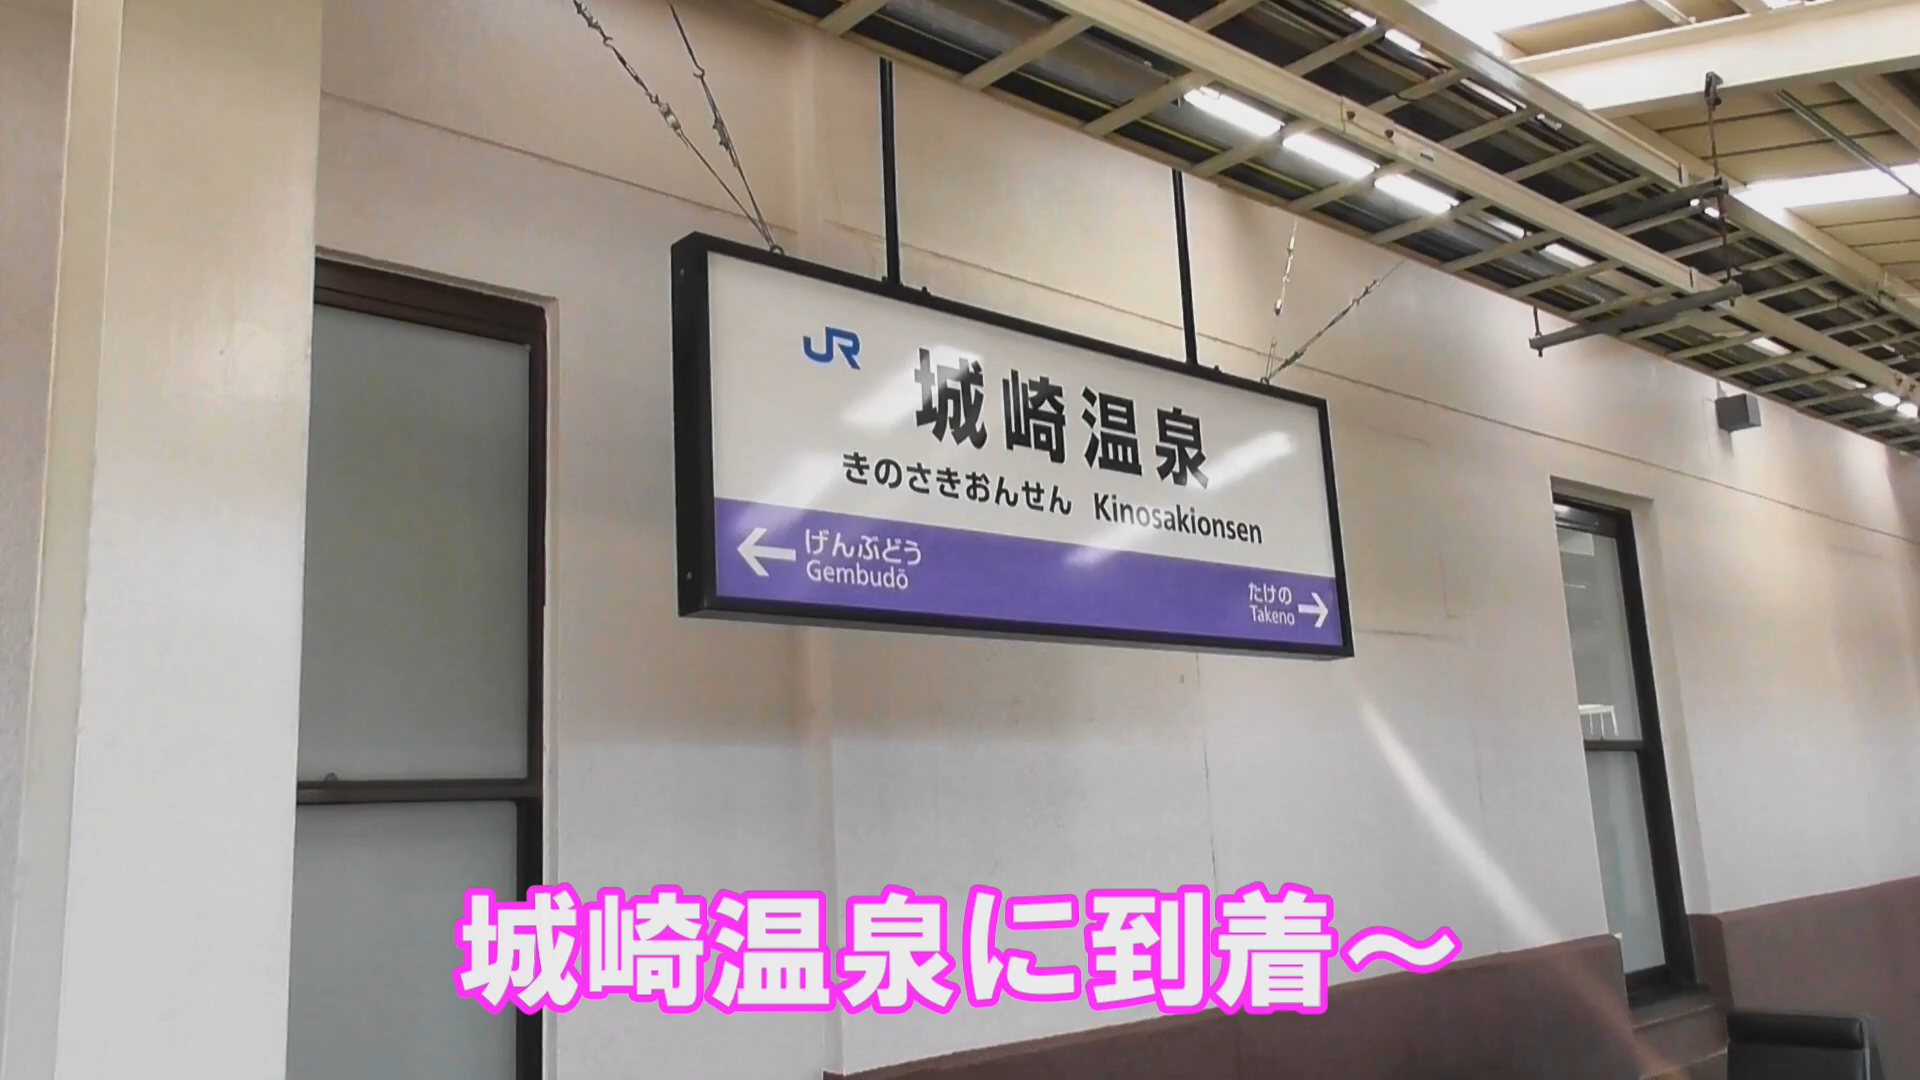 JR
城崎温泉
きのさきおんせん Kinosakionsen
げんぶどう
Gembudō
たけの
Takeno
城崎温泉に到着～